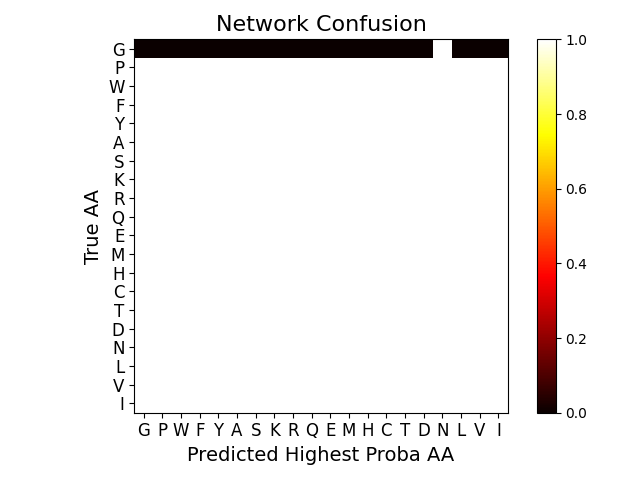 Network Confusion
True AA
G
P
W
F
Y
A
S
K
R
Q
E
M
H
C
T
D
N
L
V
I
G P W F Y A S K R Q E M H C T D N L V I
Predicted Highest Proba AA
1.0
0.8
0.6
0.4
0.2
0.0